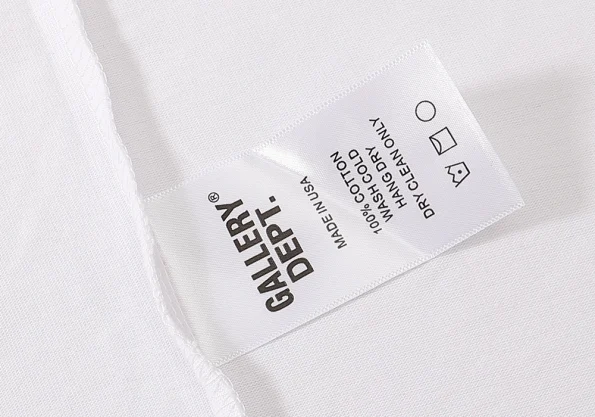 GALLERY®
DEPT.
MADE IN USA
100% COTTON
WASH COLD
HANG DRY
DRY CLEAN ONLY